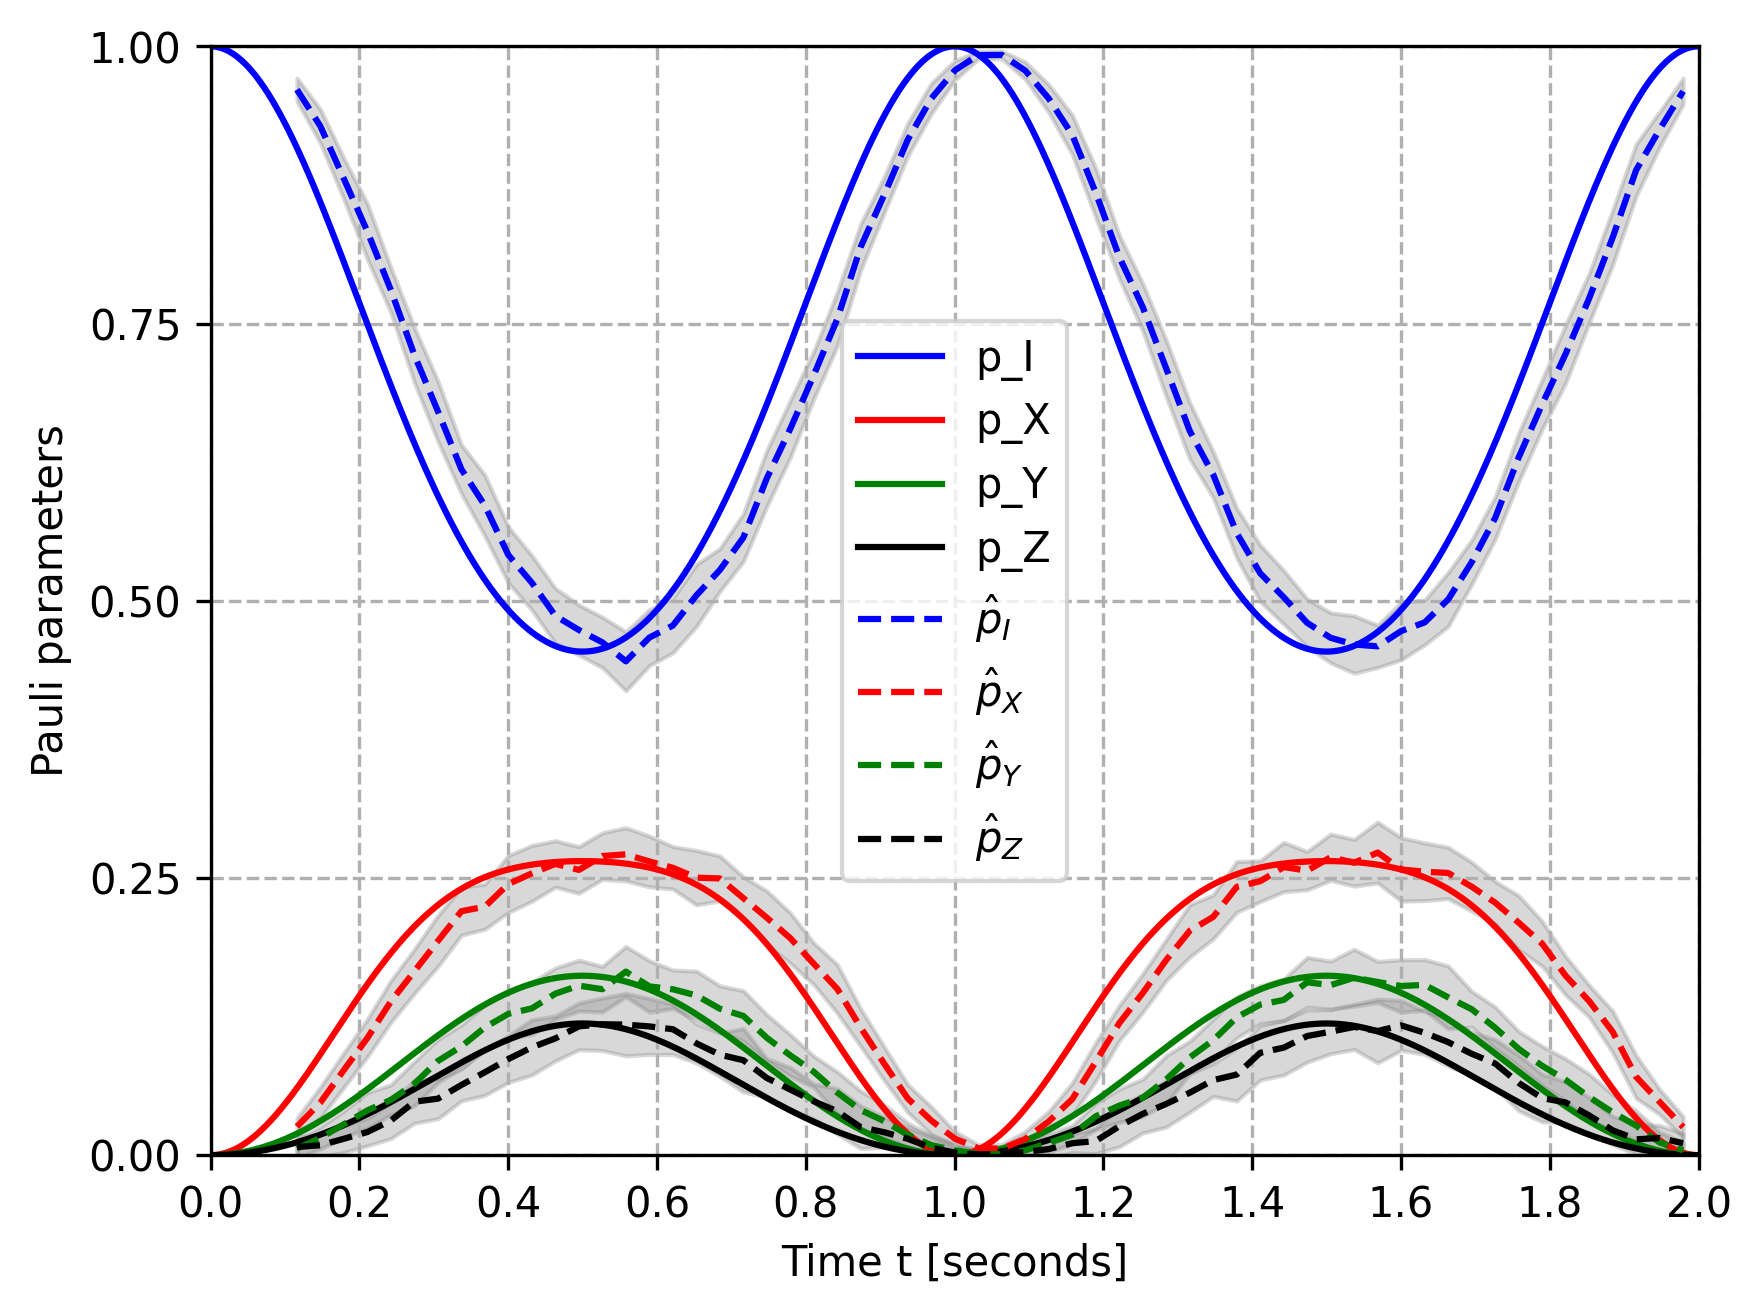 1.00
0.75
0.50
0.25
0.00
Pauli parameters
p_I
p_X
p_Y
p_Z
p̂_I
p̂_X
p̂_Y
p̂_Z
0.0 0.2 0.4 0.6 0.8 1.0 1.2 1.4 1.6 1.8 2.0
Time t [seconds]